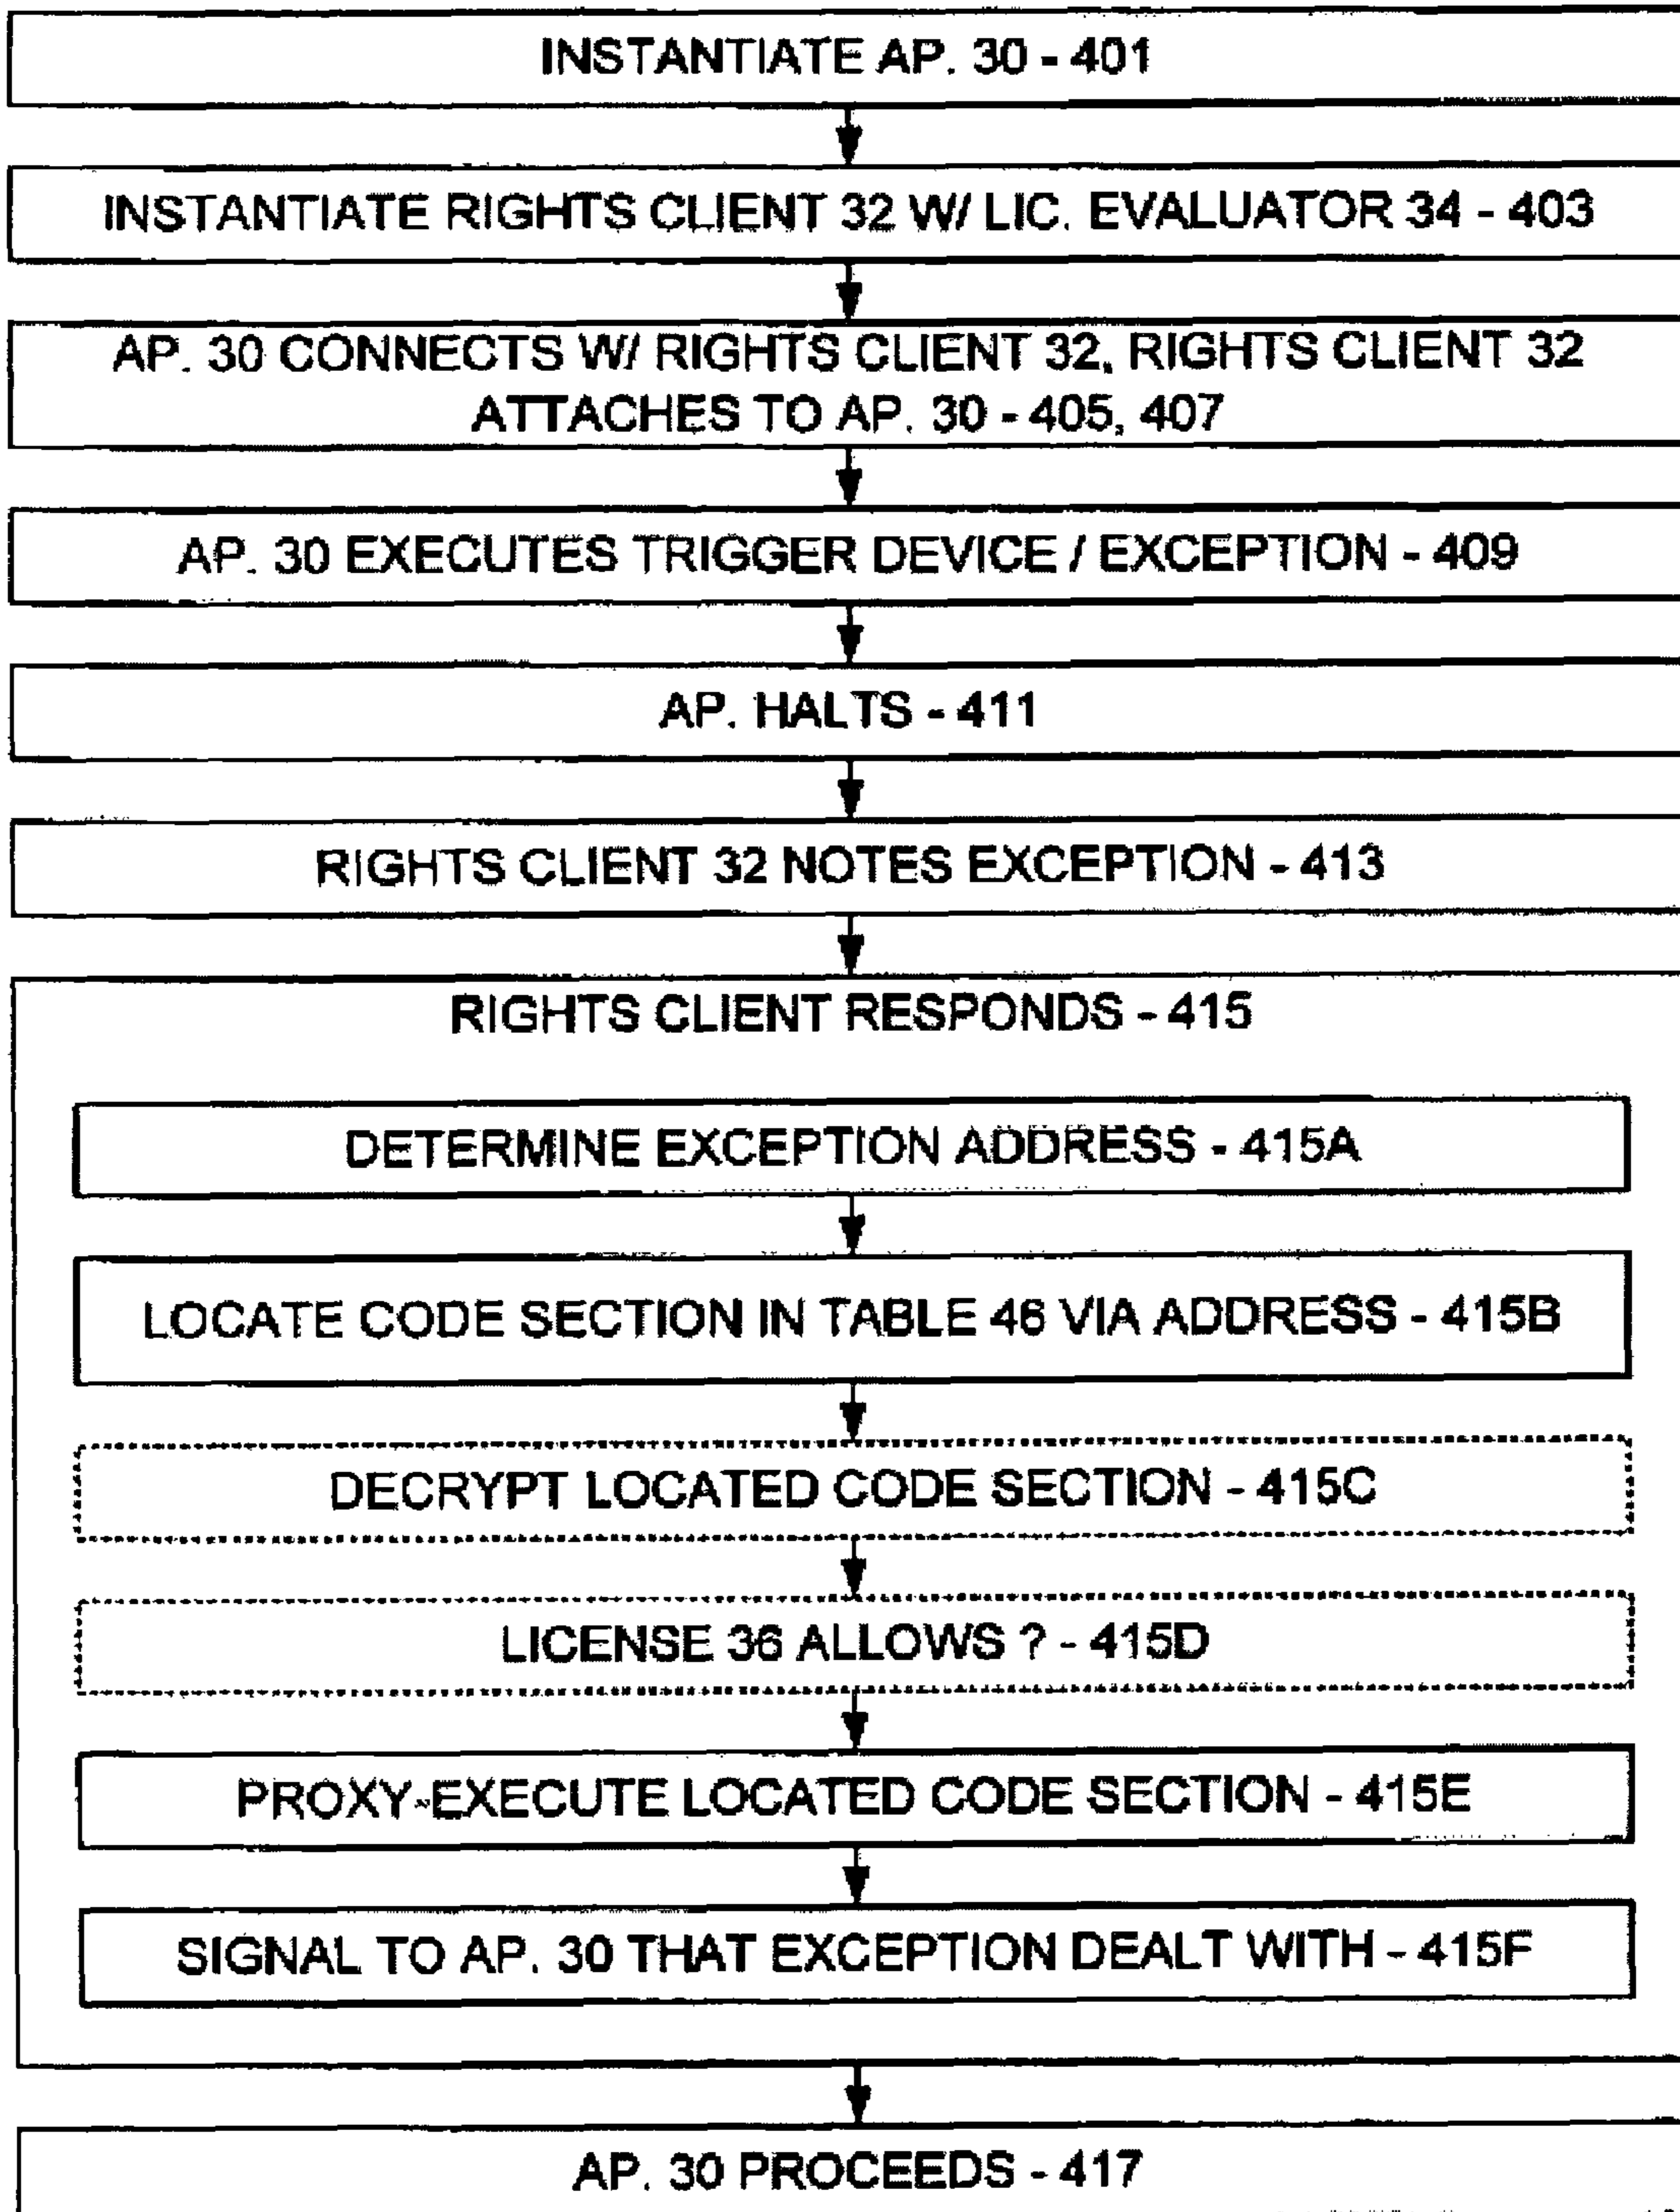 INSTANTIATE AP. 30 - 401
INSTANTIATE RIGHTS CLIENT 32 W/ LIC. EVALUATOR 34 - 403
AP. 30 CONNECTS W/ RIGHTS CLIENT 32, RIGHTS CLIENT 32
ATTACHES TO AP. 30 - 405, 407
AP. 30 EXECUTES TRIGGER DEVICE / EXCEPTION - 409
AP. HALTS - 411
RIGHTS CLIENT 32 NOTES EXCEPTION - 413
RIGHTS CLIENT RESPONDS - 415
DETERMINE EXCEPTION ADDRESS - 415A
LOCATE CODE SECTION IN TABLE 46 VIA ADDRESS - 415B
DECRYPT LOCATED CODE SECTION - 415C
LICENSE 36 ALLOWS ? - 415D
PROXY-EXECUTE LOCATED CODE SECTION - 415E
SIGNAL TO AP. 30 THAT EXCEPTION DEALT WITH - 415F
AP. 30 PROCEEDS - 417